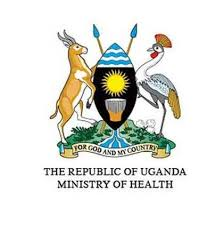 FOR GOD AND MY COUNTRY
THE REPUBLIC OF UGANDA
MINISTRY OF HEALTH